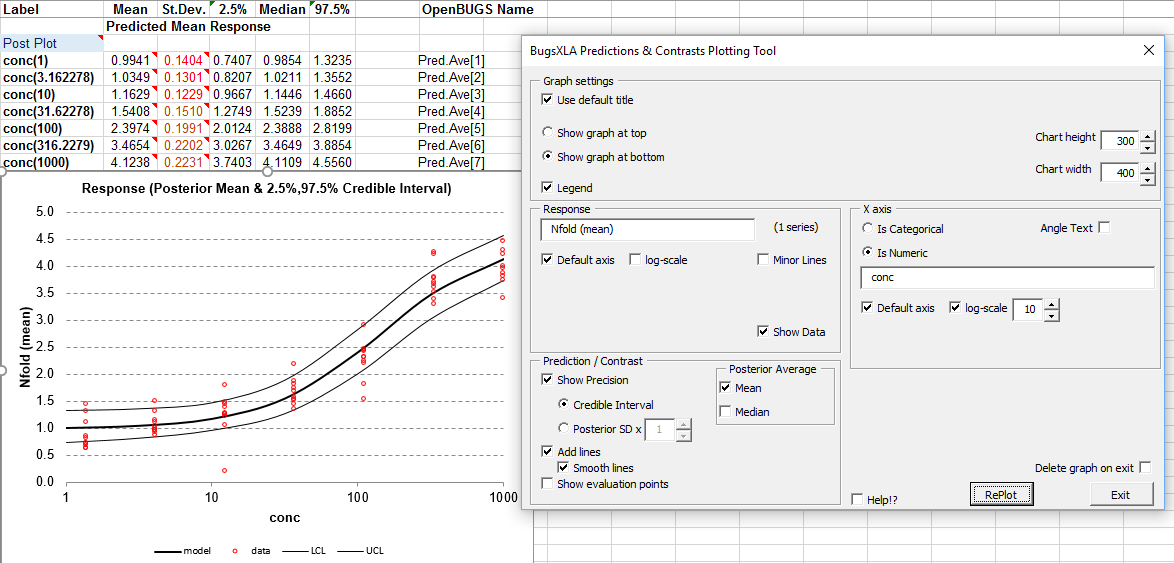 Label Mean St.Dev. 2.5% Median 97.5% OpenBUGS Name
Predicted Mean Response
Post Plot
conc(1) 0.9941 0.1404 0.7407 0.9854 1.3235 Pred.Ave[1]
conc(3.162278) 1.0349 0.1301 0.8207 1.0211 1.3552 Pred.Ave[2]
conc(10) 1.1629 0.1229 0.9667 1.1446 1.4660 Pred.Ave[3]
conc(31.62278) 1.5408 0.1510 1.2749 1.5239 1.8852 Pred.Ave[4]
conc(100) 2.3974 0.1991 2.0124 2.3888 2.8199 Pred.Ave[5]
conc(316.2279) 3.4654 0.2202 3.0267 3.4649 3.8854 Pred.Ave[6]
conc(1000) 4.1238 0.2231 3.7403 4.1109 4.5560 Pred.Ave[7]
Response (Posterior Mean & 2.5%,97.5% Credible Interval)
Nfold (mean)
5.0
4.5
4.0
3.5
3.0
2.5
2.0
1.5
1.0
0.5
0.0
1 10 100 1000
conc
model data LCL UCL
BugsXLA Predictions & Contrasts Plotting Tool
Graph settings
Use default title
Show graph at top
Show graph at bottom
Legend
Chart height 300
Chart width 400
Response
Nfold (mean) (1 series)
Default axis log-scale Minor Lines
Show Data
X axis
Is Categorical Angle Text
Is Numeric
conc
Default axis log-scale 10
Prediction / Contrast
Show Precision
Credible Interval
Posterior SD x 1
Add lines
Smooth lines
Show evaluation points
Posterior Average
Mean
Median
Delete graph on exit
Help!? RePlot Exit